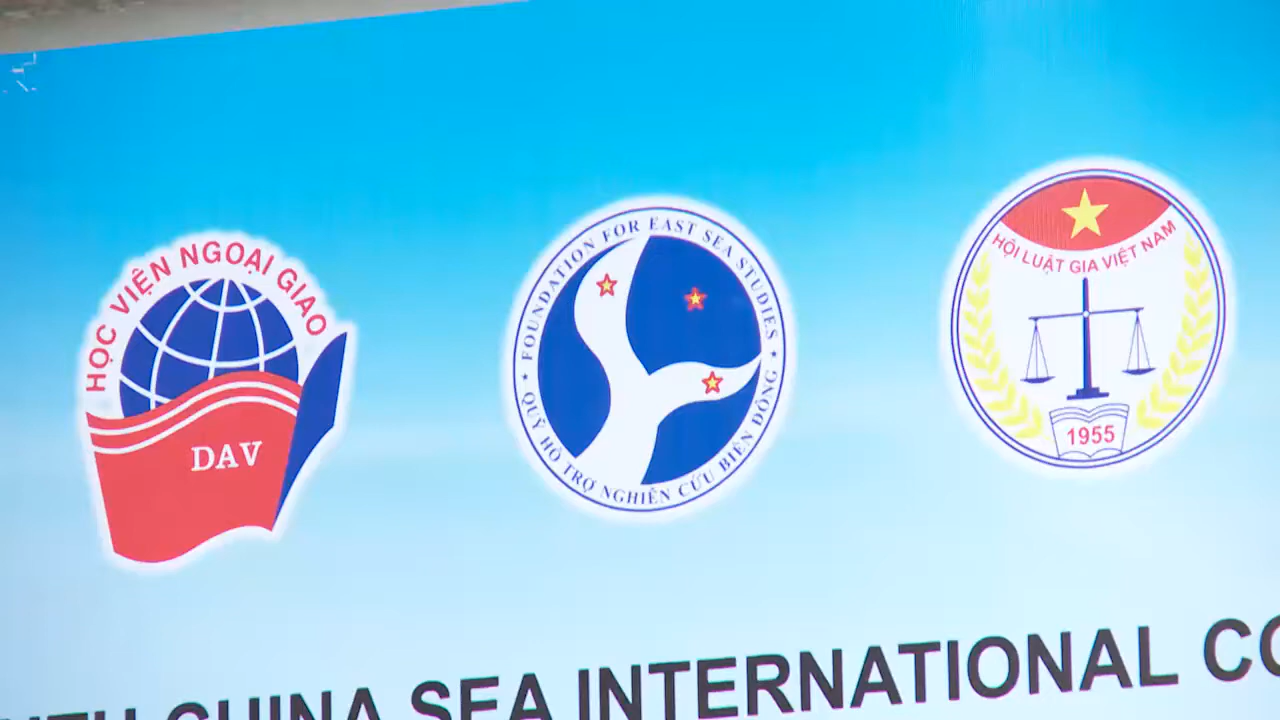 HỌC VIỆN NGOẠI GIAO
DAV
FOUNDATION FOR EAST SEA STUDIES
QUỸ HỖ TRỢ NGHIÊN CỨU BIỂN ĐÔNG
HỘI LUẬT GIA VIỆT NAM
1955
CHINA SEA INTERNATIONAL